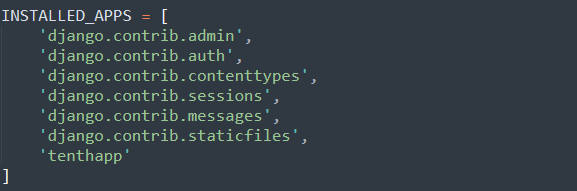 INSTALLED_APPS = [
    'django.contrib.admin',
    'django.contrib.auth',
    'django.contrib.contenttypes',
    'django.contrib.sessions',
    'django.contrib.messages',
    'django.contrib.staticfiles',
    'tenthapp'
]